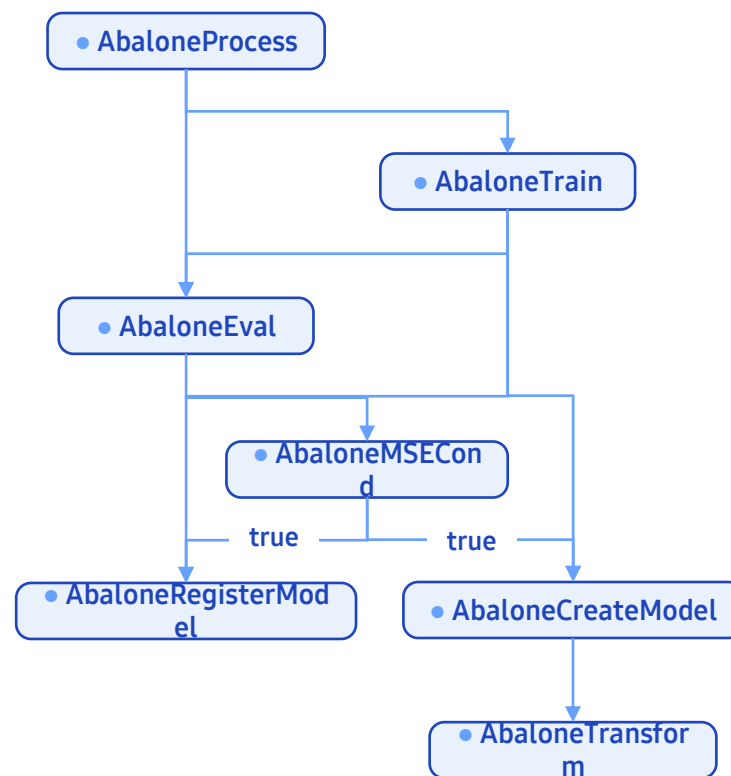 AbaloneProcess
AbaloneTrain
AbaloneEval
AbaloneMSECon
d
true
true
AbaloneRegisterMod
el
AbaloneCreateModel
AbaloneTransfor
m